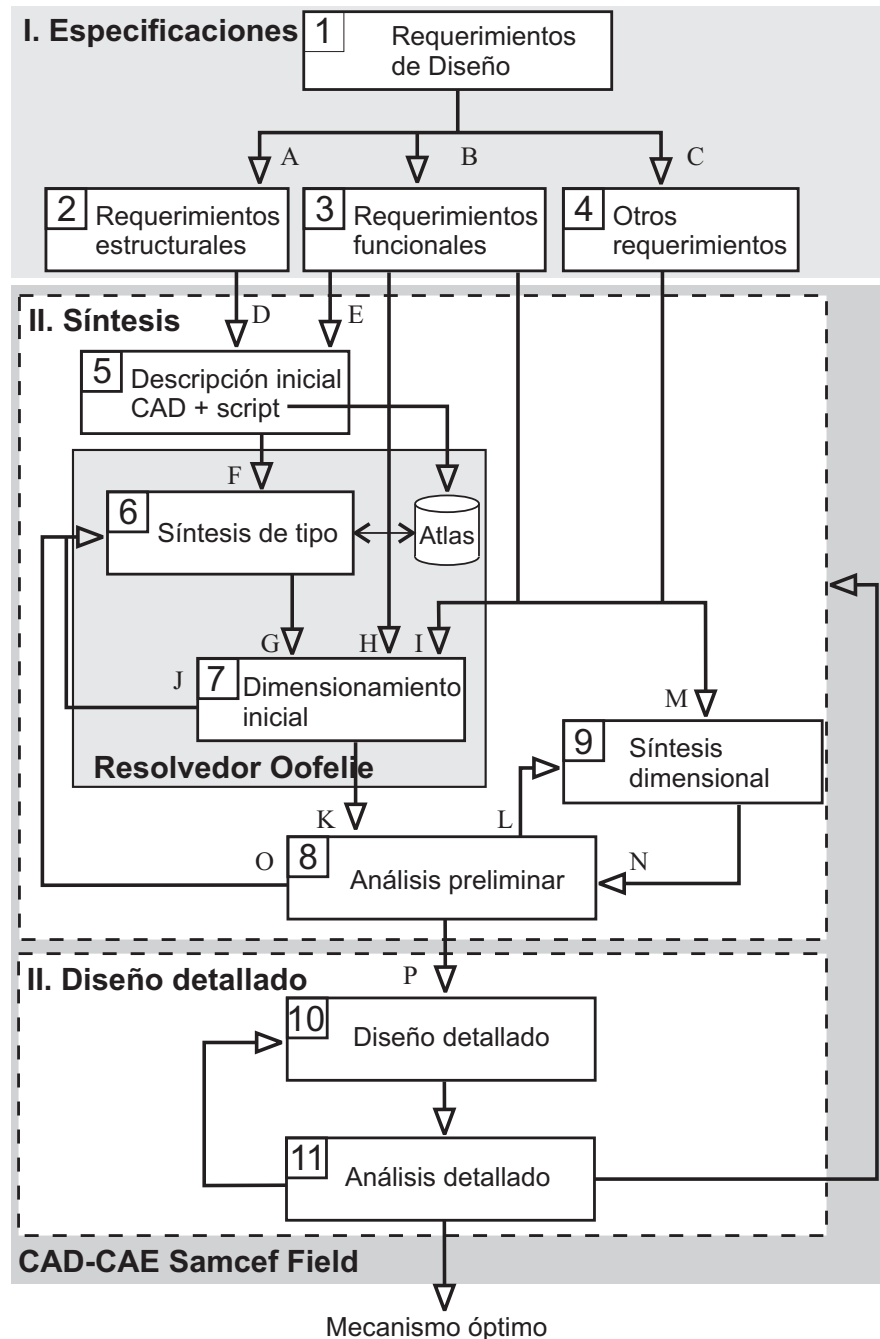 I. Especificaciones
1
Requerimientos
de Diseño
A
B
C
2
Requerimientos
estructurales
3
Requerimientos
funcionales
4
Otros
requerimientos
D
E
II. Síntesis
5
Descripción inicial
CAD + script
F
6
Síntesis de tipo
Atlas
G
H
I
J
7
Dimensionamiento
inicial
M
9
Síntesis
dimensional
Resolvedor Oofelie
K
L
O
8
Análisis preliminar
N
P
II. Diseño detallado
10
Diseño detallado
11
Análisis detallado
CAD-CAE Samcef Field
Mecanismo óptimo